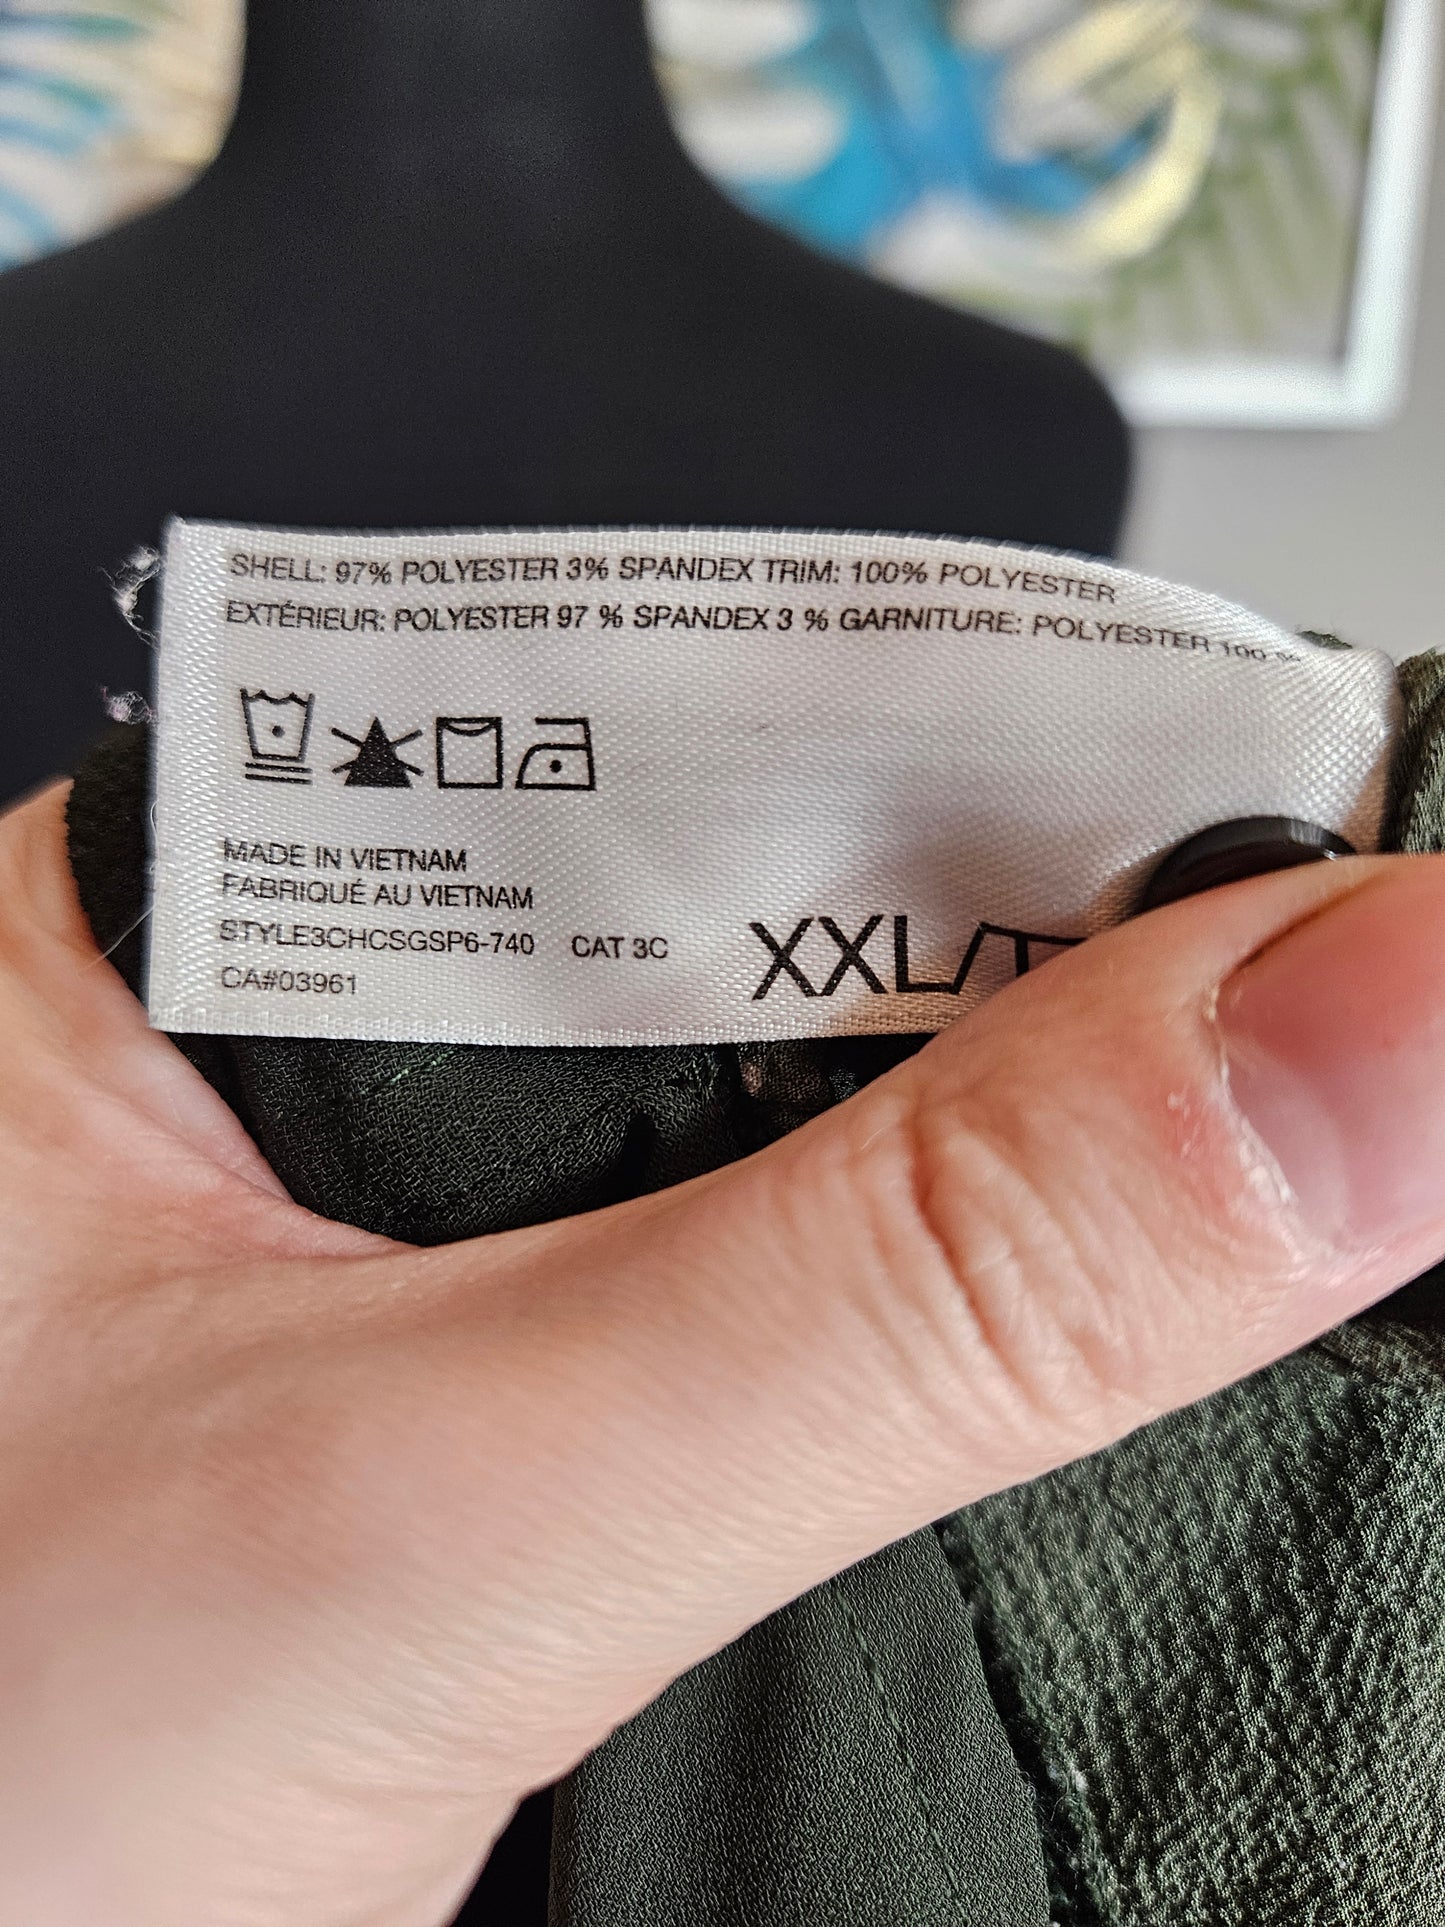 SHELL: 97% POLYESTER 3% SPANDEX TRIM: 100% POLYESTER
EXTÉRIEUR: POLYESTER 97 % SPANDEX 3 % GARNITURE: POLYESTER 100 %
MADE IN VIETNAM
FABRIQUÉ AU VIETNAM
STYLE3CHCSGSP6-740 CAT 3C
CA#03961
XXL/